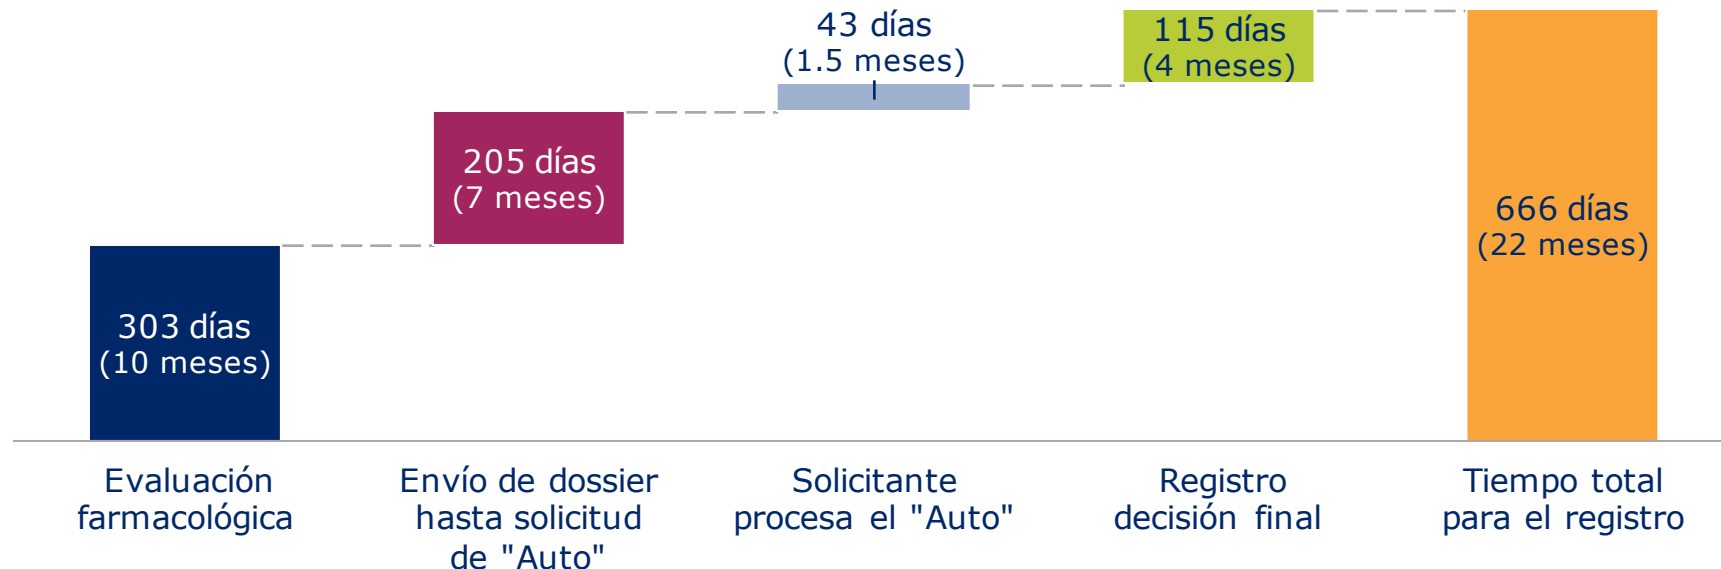 303 días
(10 meses)
205 días
(7 meses)
43 días
(1.5 meses)
115 días
(4 meses)
666 días
(22 meses)
Evaluación
farmacológica
Envío de dossier
hasta solicitud
de "Auto"
Solicitante
procesa el "Auto"
Registro
decisión final
Tiempo total
para el registro